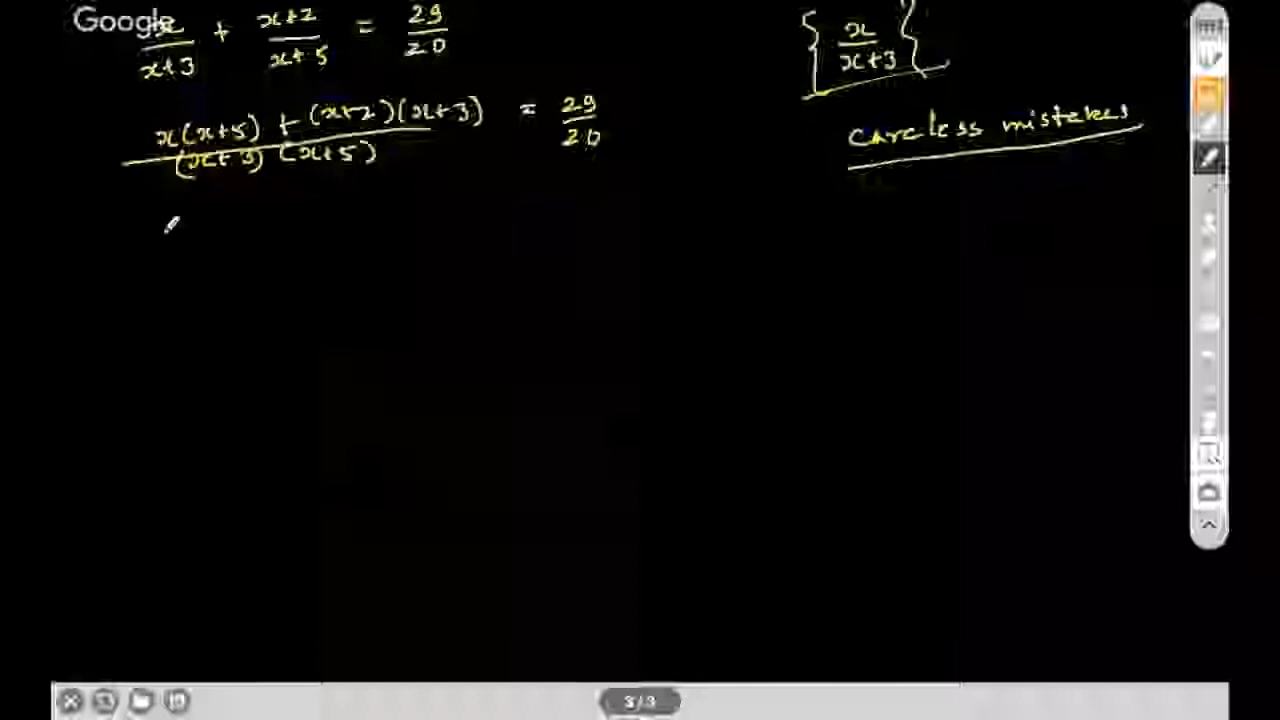 Google
x/(x+3) + (x+2)/(x+5) = 29/20
(x(x+5) + (x+2)(x+3))/((x+3)(x+5)) = 29/20
{x/(x+3)}
careless mistakes
3/3